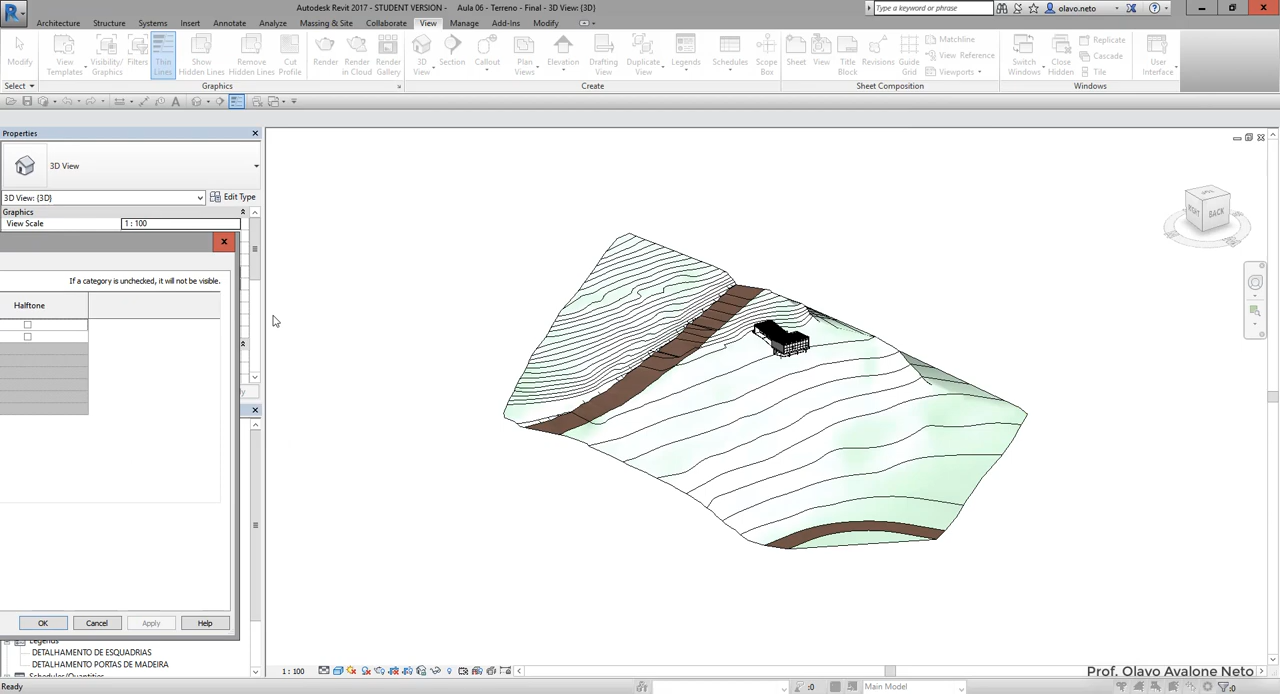 Autodesk Revit 2017 - STUDENT VERSION - Aula 06 - Terreno - Final - 3D View: {3D}
Type a keyword or phrase
olavo.neto
Architecture Structure Systems Insert Annotate Analyze Massing & Site Collaborate View Manage Add-Ins Modify
Modify
View Templates
Visibility/ Graphics
Filters
Thin Lines
Show Hidden Lines
Remove Hidden Lines
Cut Profile
Render
Render in Cloud
Render Gallery
3D View
Section
Callout
Plan Views
Elevation
Drafting View
Duplicate View
Legends
Schedules
Scope Box
Sheet
View
Title Block
Revisions
Guide Grid
Matchline
View Reference
Viewports
Switch Windows
Close Hidden
Replicate
Cascade
Tile
User Interface
Select
Graphics
Create
Sheet Composition
Windows
Properties
3D View
3D View: {3D}
Edit Type
Graphics
View Scale
1 : 100
If a category is unchecked, it will not be visible.
Halftone
OK
Cancel
Apply
Help
Legends
DETALHAMENTO DE ESQUADRIAS
DETALHAMENTO PORTAS DE MADEIRA
Schedules/Quantities
RIGHT
BACK
1 : 100
Prof. Olavo Avalone Neto
Ready
:0
Main Model
:0